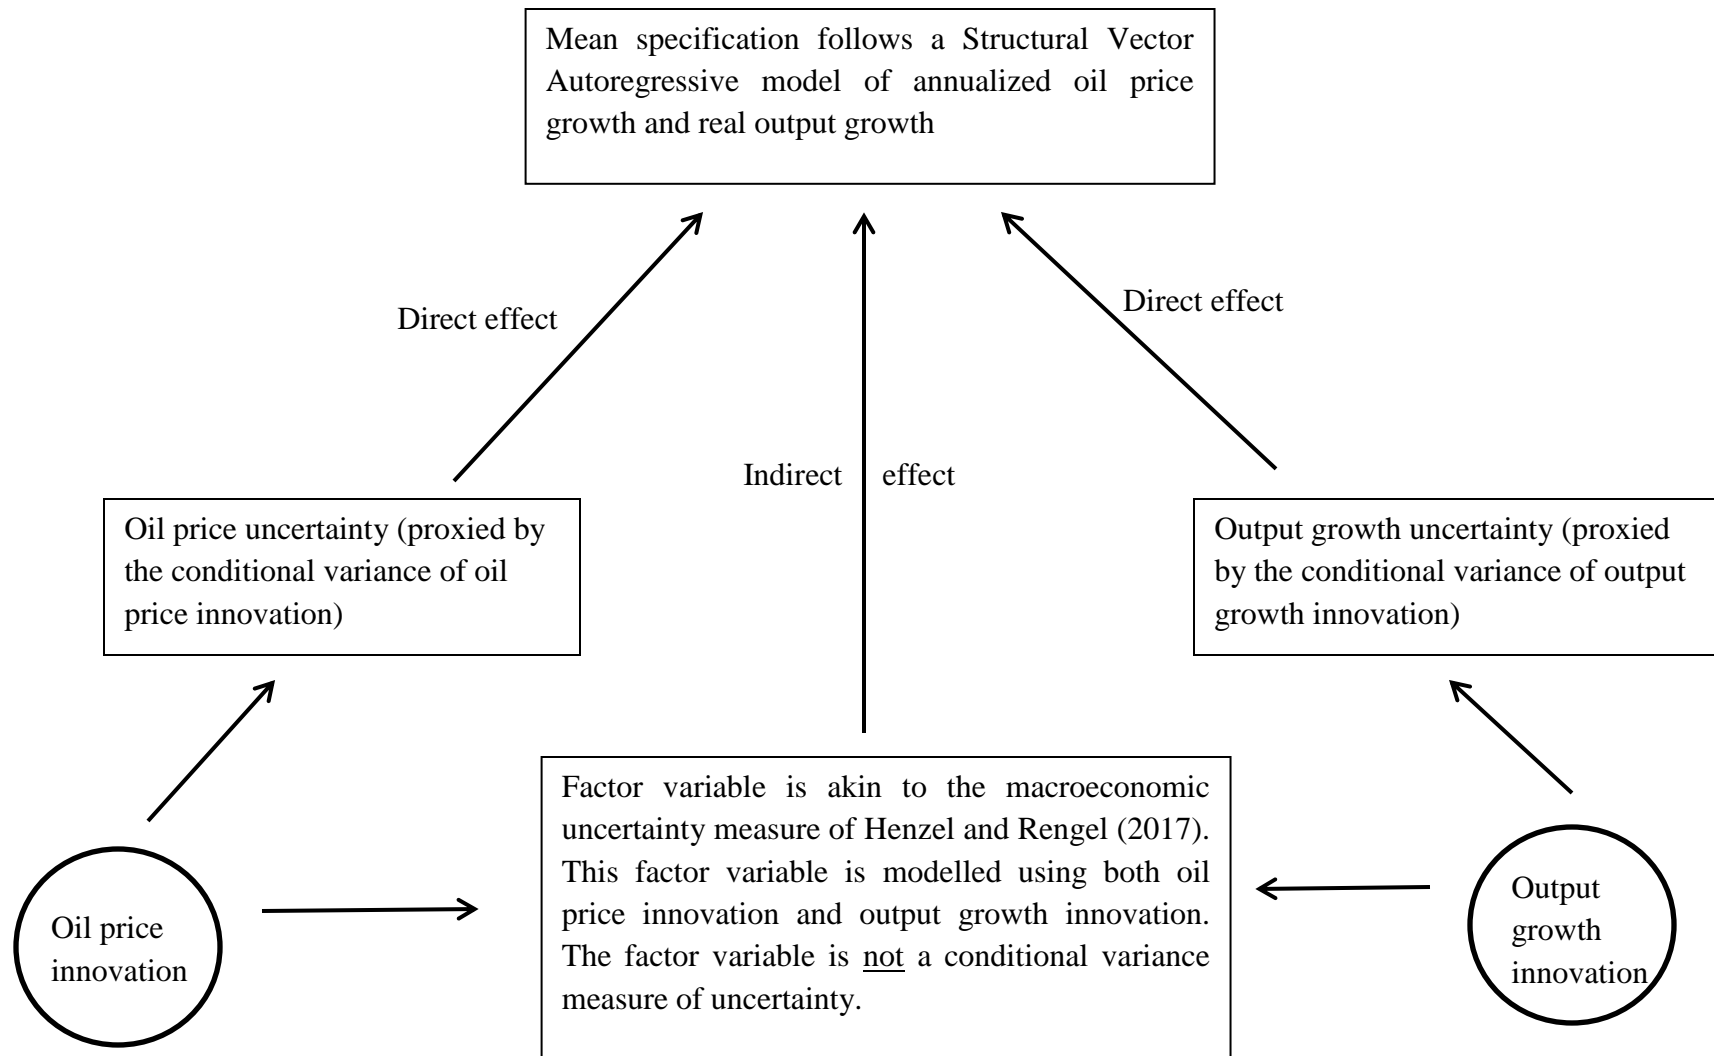 Mean specification follows a Structural Vector
Autoregressive model of annualized oil price
growth and real output growth
Direct effect
Direct effect
Indirect effect
Oil price uncertainty (proxied by
the conditional variance of oil
price innovation)
Output growth uncertainty (proxied
by the conditional variance of output
growth innovation)
Factor variable is akin to the macroeconomic
uncertainty measure of Henzel and Rengel (2017).
This factor variable is modelled using both oil
price innovation and output growth innovation.
The factor variable is not a conditional variance
measure of uncertainty.
Oil price
innovation
Output
growth
innovation